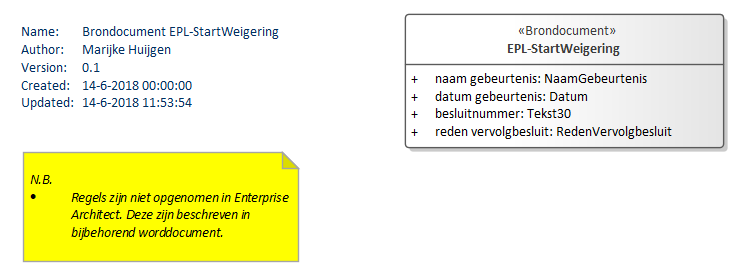 Name: Brondocument EPL-StartWeigering
Author: Marijke Huijgen
Version: 0.1
Created: 14-6-2018 00:00:00
Updated: 14-6-2018 11:53:54
«Brondocument»
EPL-StartWeigering
+ naam gebeurtenis: NaamGebeurtenis
+ datum gebeurtenis: Datum
+ besluitnummer: Tekst30
+ reden vervolgbesluit: RedenVervolgbesluit
N.B.
• Regels zijn niet opgenomen in Enterprise
Architect. Deze zijn beschreven in
bijbehorend worddocument.